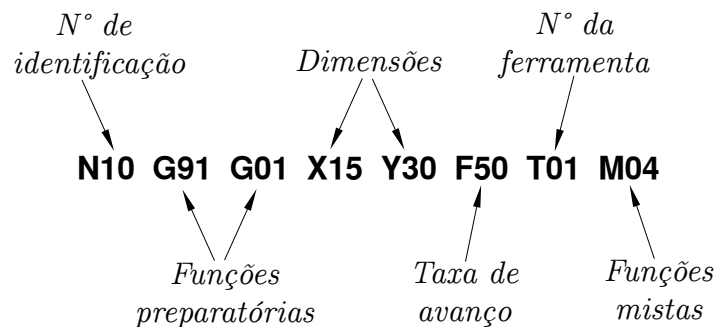 N° de
identificação
Dimensões
N° da
ferramenta
N10 G91 G01 X15 Y30 F50 T01 M04
Funções
preparatórias
Taxa de
avanço
Funções
mistas